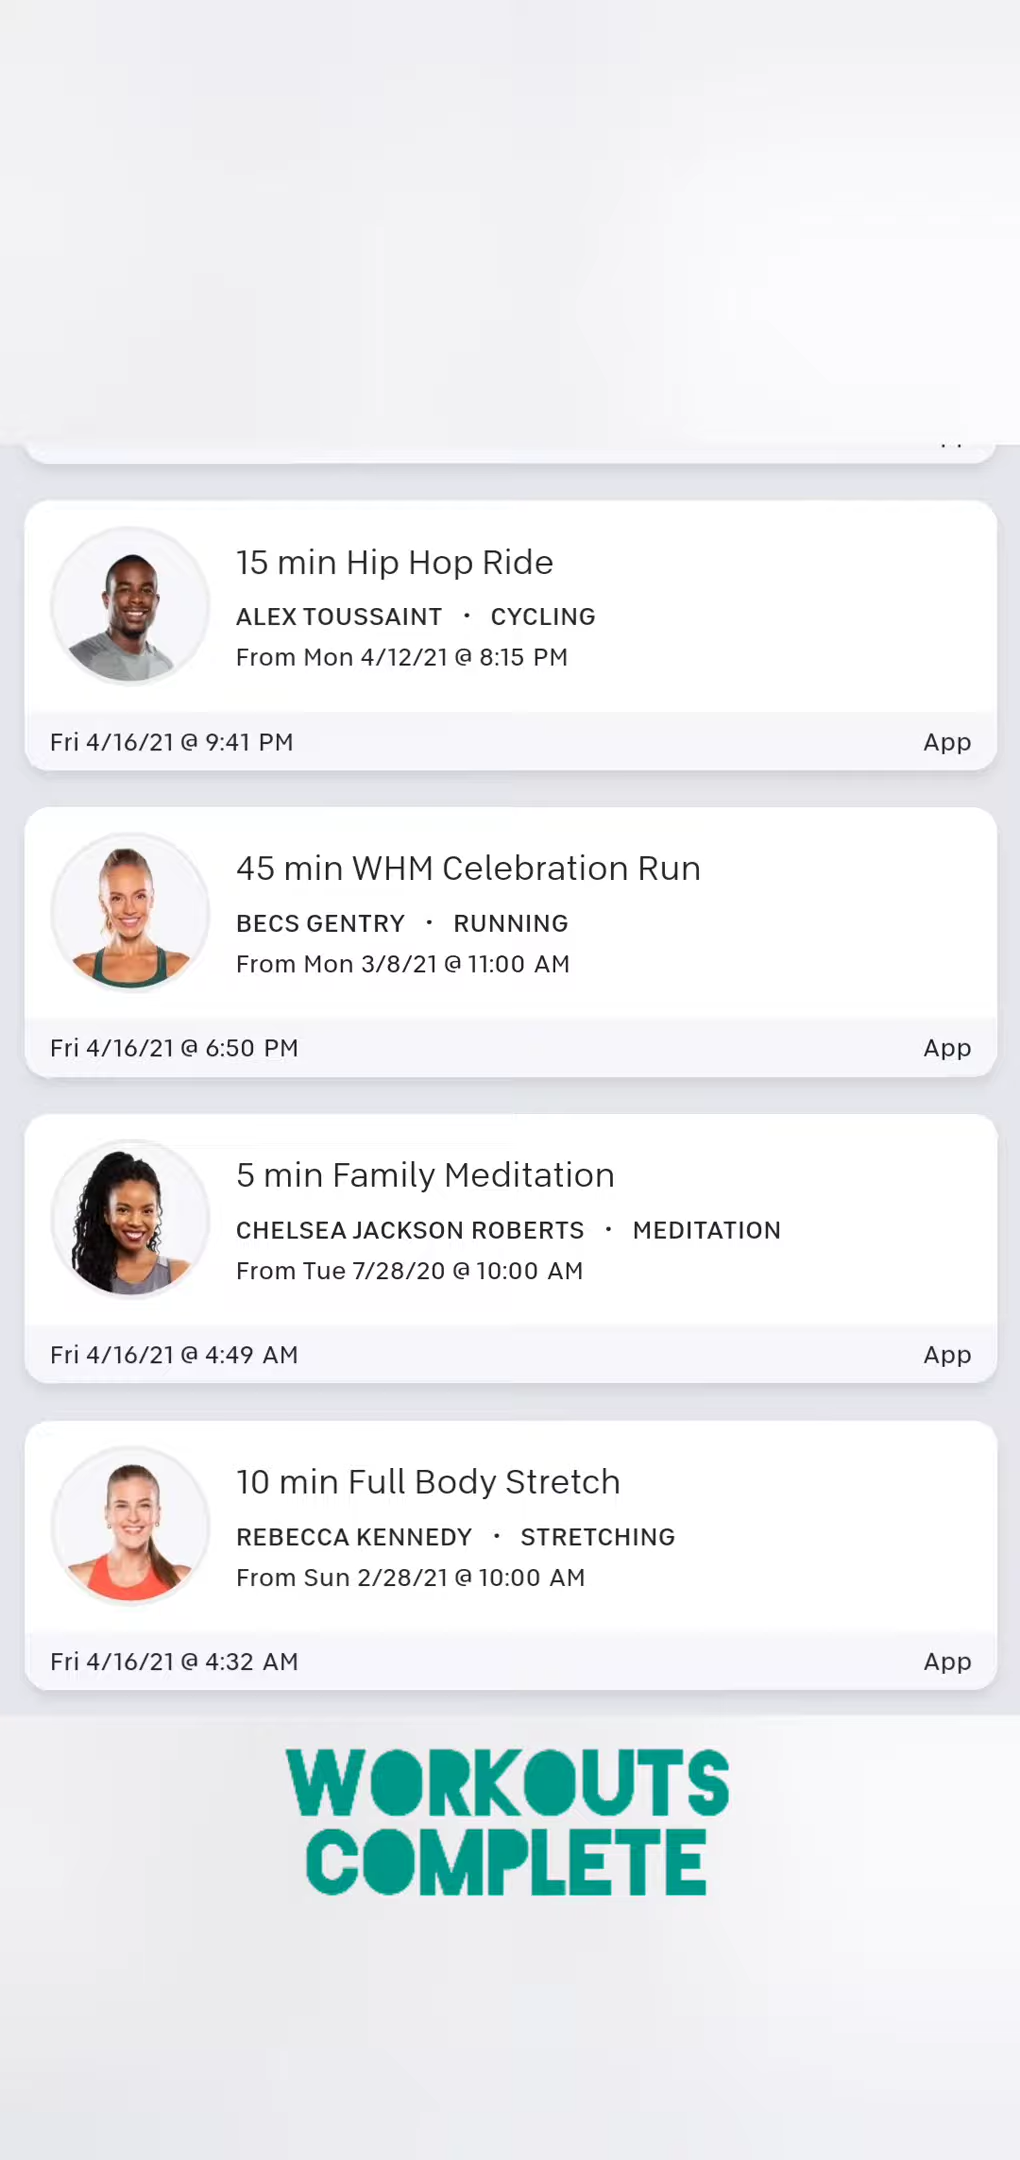 15 min Hip Hop Ride
ALEX TOUSSAINT · CYCLING
From Mon 4/12/21 @ 8:15 PM
Fri 4/16/21 @ 9:41 PM App
45 min WHM Celebration Run
BECS GENTRY · RUNNING
From Mon 3/8/21 @ 11:00 AM
Fri 4/16/21 @ 6:50 PM App
5 min Family Meditation
CHELSEA JACKSON ROBERTS · MEDITATION
From Tue 7/28/20 @ 10:00 AM
Fri 4/16/21 @ 4:49 AM App
10 min Full Body Stretch
REBECCA KENNEDY · STRETCHING
From Sun 2/28/21 @ 10:00 AM
Fri 4/16/21 @ 4:32 AM App
WORKOUTS
COMPLETE